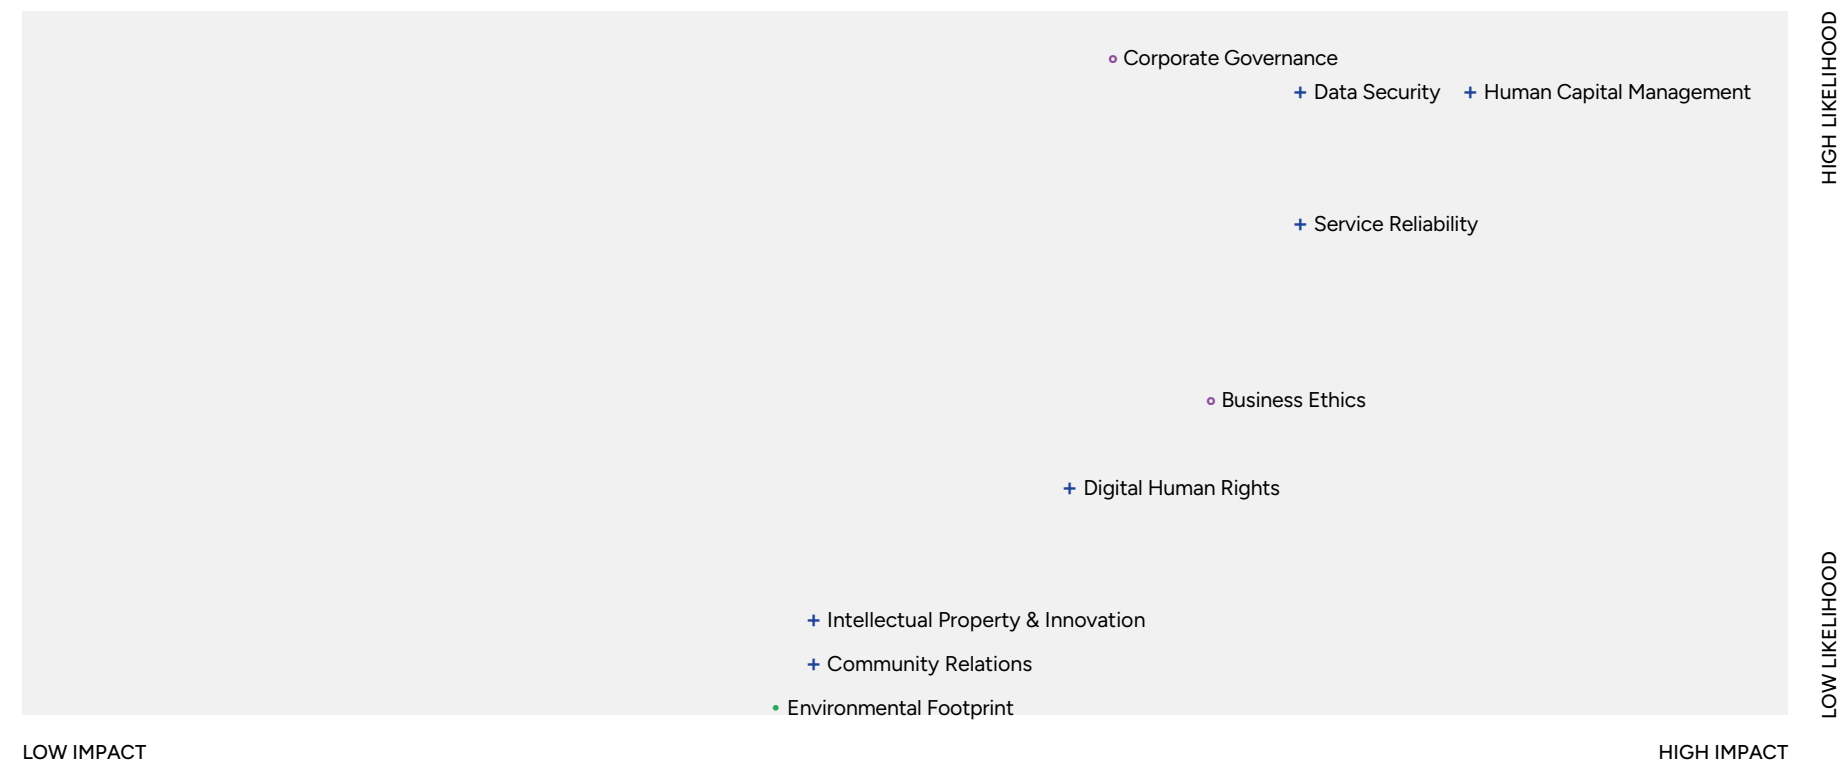 Corporate Governance
Data Security
Human Capital Management
Service Reliability
Business Ethics
Digital Human Rights
Intellectual Property & Innovation
Community Relations
Environmental Footprint
HIGH LIKELIHOOD
LOW LIKELIHOOD
LOW IMPACT
HIGH IMPACT